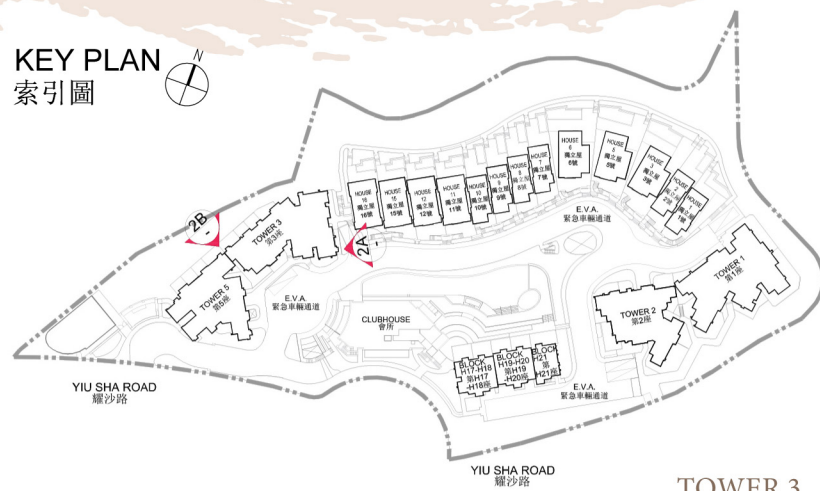 KEY PLAN
索引圖
N
HOUSE
7
獨立屋
7號
HOUSE
6
獨立屋
6號
HOUSE
5
獨立屋
5號
HOUSE
3
獨立屋
3號
HOUSE
2
獨立屋
2號
HOUSE
1
獨立屋
1號
HOUSE
16
獨立屋
16號
HOUSE
15
獨立屋
15號
HOUSE
12
獨立屋
12號
HOUSE
11
獨立屋
11號
HOUSE
10
獨立屋
10號
HOUSE
9
獨立屋
9號
HOUSE
8
獨立屋
8號
E.V.A.
緊急車輛通道
2B
-
TOWER 3
第3座
2A
-
TOWER 1
第1座
TOWER 5
第5座
E.V.A.
緊急車輛通道
CLUBHOUSE
會所
TOWER 2
第2座
BLOCK
H17-H18
第H17
-H18座
BLOCK
H19-H20
第H19
-H20座
BLOCK
H21
第
H21座
E.V.A.
緊急車輛通道
YIU SHA ROAD
耀沙路
YIU SHA ROAD
耀沙路
TOWER 3